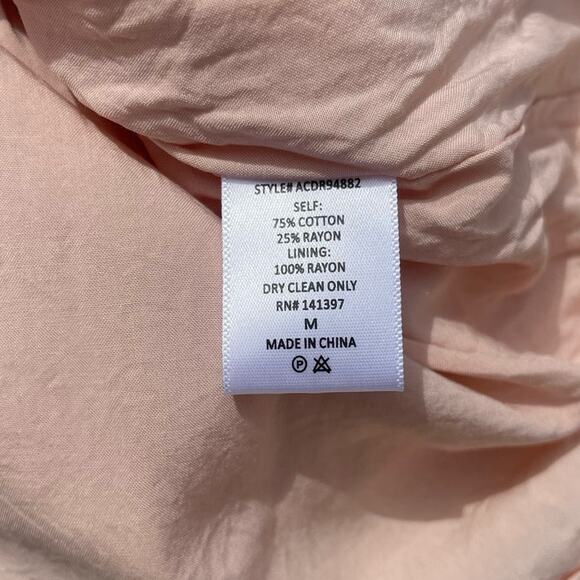 STYLE# ACDR94882
SELF:
75% COTTON
25% RAYON
LINING:
100% RAYON
DRY CLEAN ONLY
RN# 141397
M
MADE IN CHINA
P